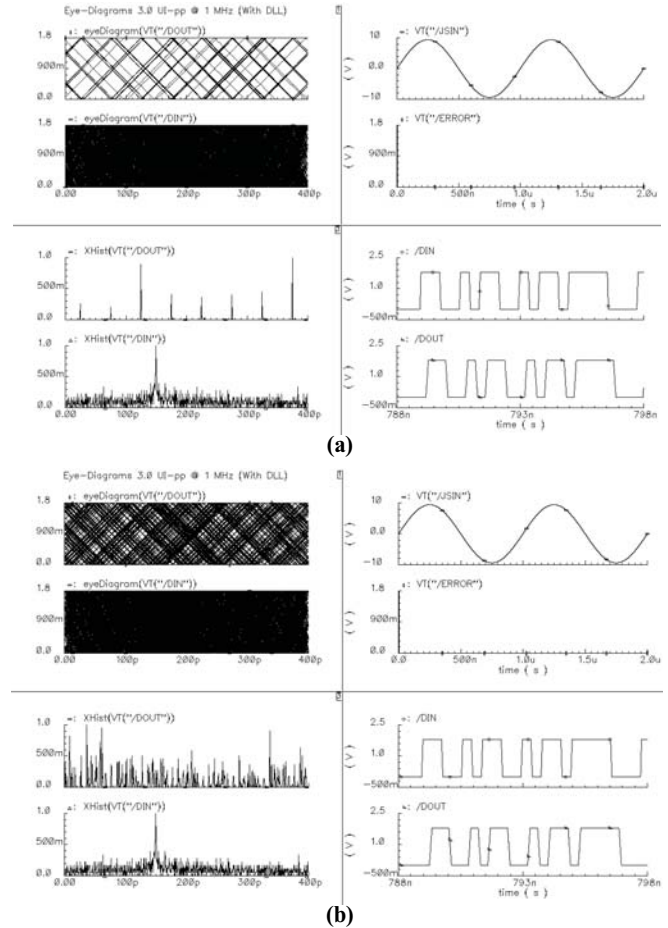 Eye-Diagrams 3.0 UI-pp @ 1 MHz (With DLL)
eyeDiagram(VT("/DOUT"))
1.8
900m
0.0
eyeDiagram(VT("/DIN"))
1.8
900m
0.0
0.00 100p 200p 300p 400p
VT("/JSIN")
10
0.0
-10
(V)
VT("/ERROR")
1.8
900m
0.0
(V)
0.0 500n 1.0u 1.5u 2.0u
time (s)
XHist(VT("/DOUT"))
1.0
500m
0.0
XHist(VT("/DIN"))
1.0
500m
0.0
0.00 100p 200p 300p 400p
/DIN
2.5
1.0
-500m
(V)
/DOUT
2.5
1.0
-500m
(V)
788n 793n 798n
time (s)
(a)
Eye-Diagrams 3.0 UI-pp @ 1 MHz (With DLL)
eyeDiagram(VT("/DOUT"))
1.8
900m
0.0
eyeDiagram(VT("/DIN"))
1.8
900m
0.0
0.00 100p 200p 300p 400p
VT("/JSIN")
10
0.0
-10
(V)
VT("/ERROR")
1.8
900m
0.0
(V)
0.0 500n 1.0u 1.5u 2.0u
time (s)
XHist(VT("/DOUT"))
1.0
500m
0.0
XHist(VT("/DIN"))
1.0
500m
0.0
0.00 100p 200p 300p 400p
/DIN
2.5
1.0
-500m
(V)
/DOUT
2.5
1.0
-500m
(V)
788n 793n 798n
time (s)
(b)